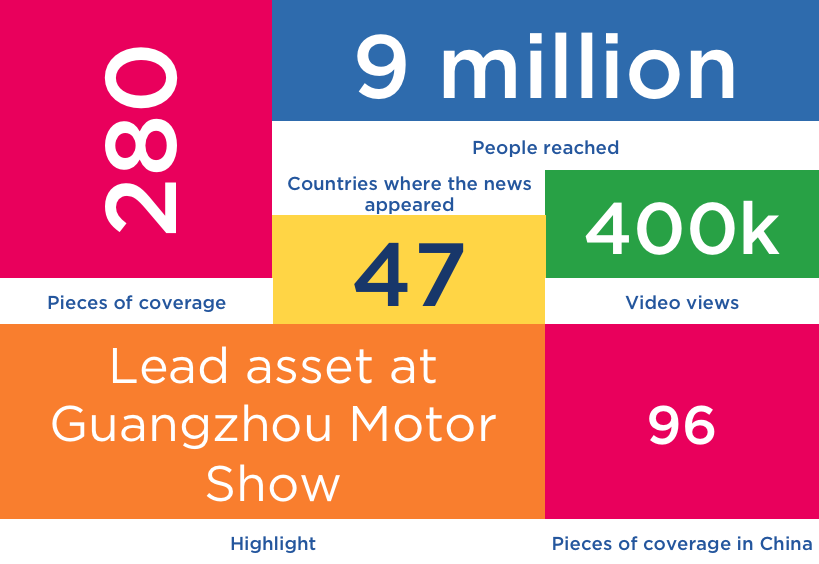 280
Pieces of coverage
9 million
People reached
Countries where the news
appeared
47
400k
Video views
Lead asset at
Guangzhou Motor
Show
Highlight
96
Pieces of coverage in China